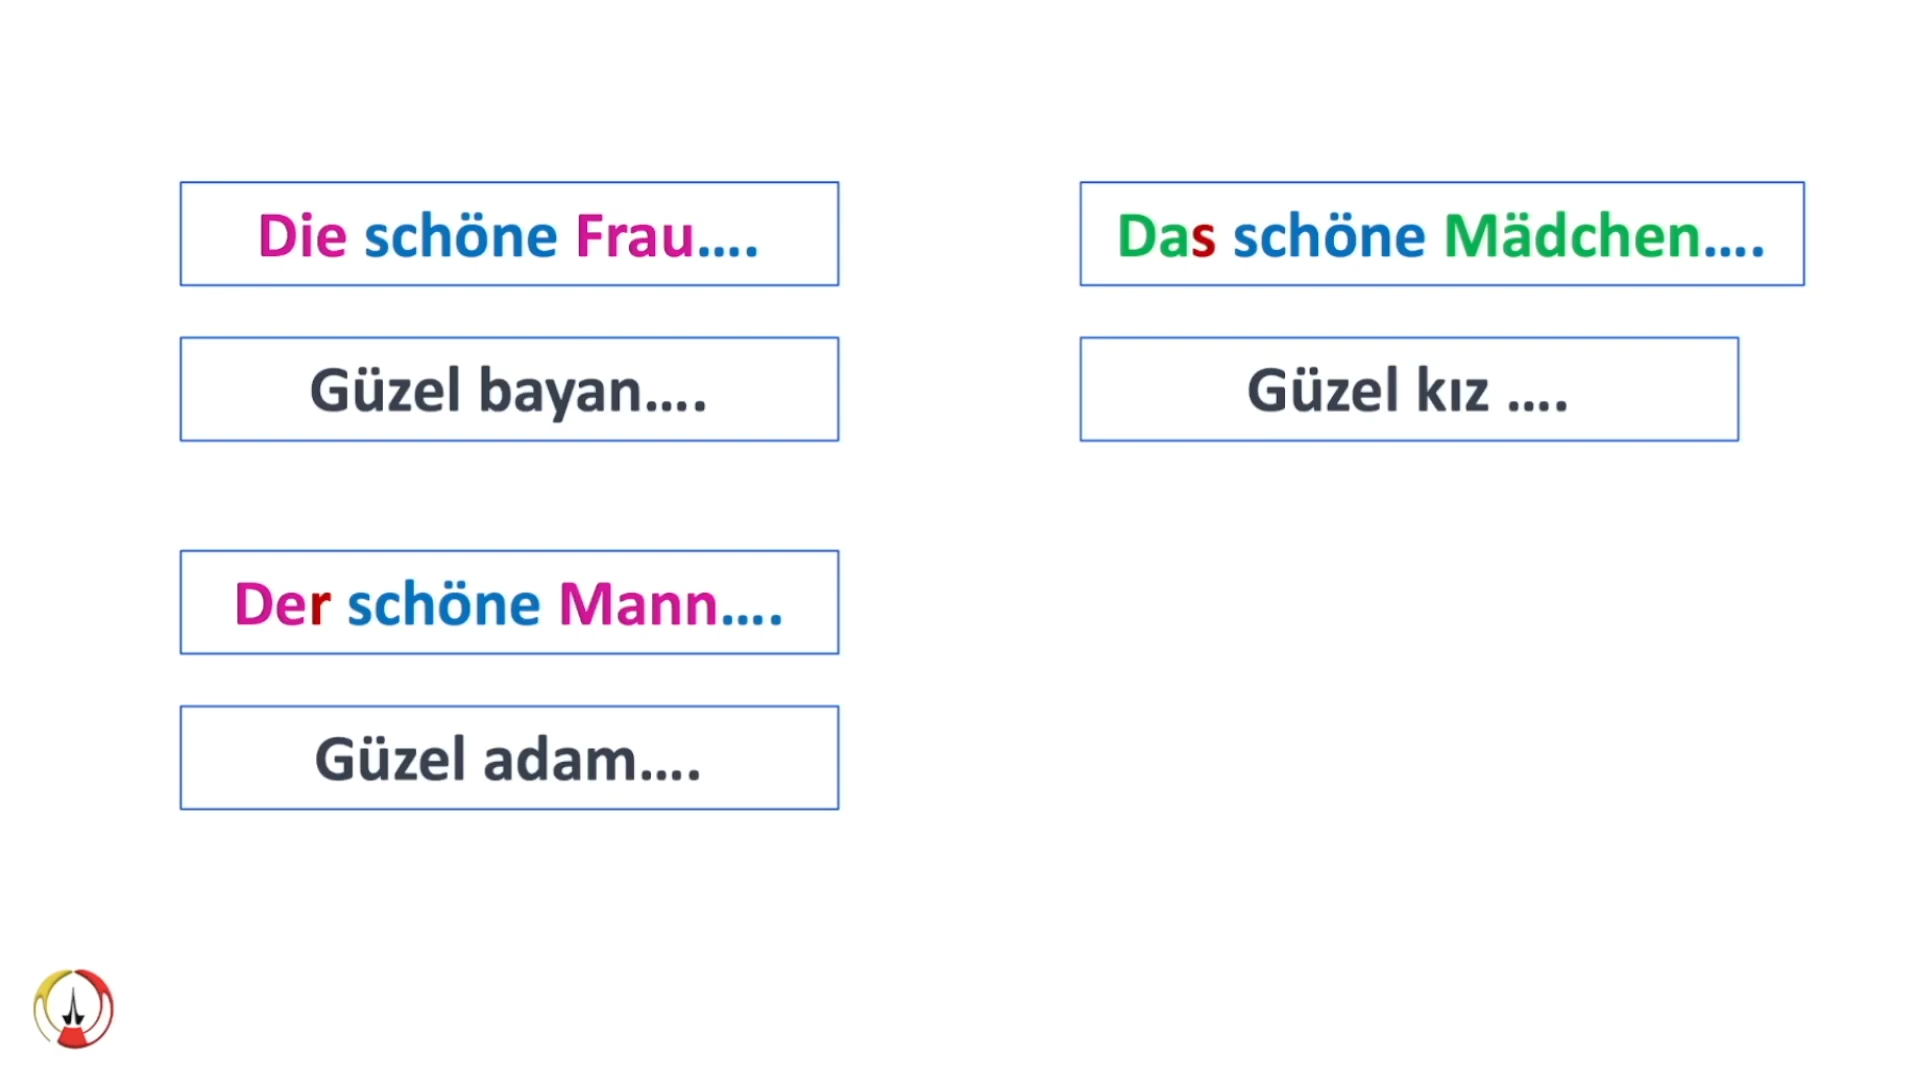 Die schöne Frau....
Güzel bayan....
Das schöne Mädchen....
Güzel kız ....
Der schöne Mann....
Güzel adam....